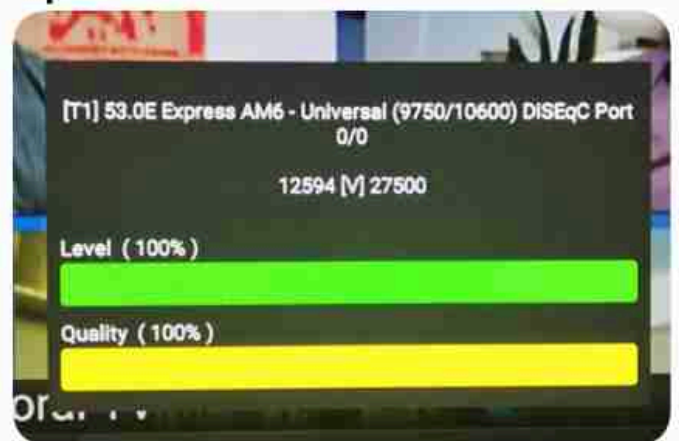 [T1] 53.0E Express AM6 - Universal (9750/10600) DISEqC Port
0/0
12594 [V] 27500
Level ( 100% )
Quality ( 100% )